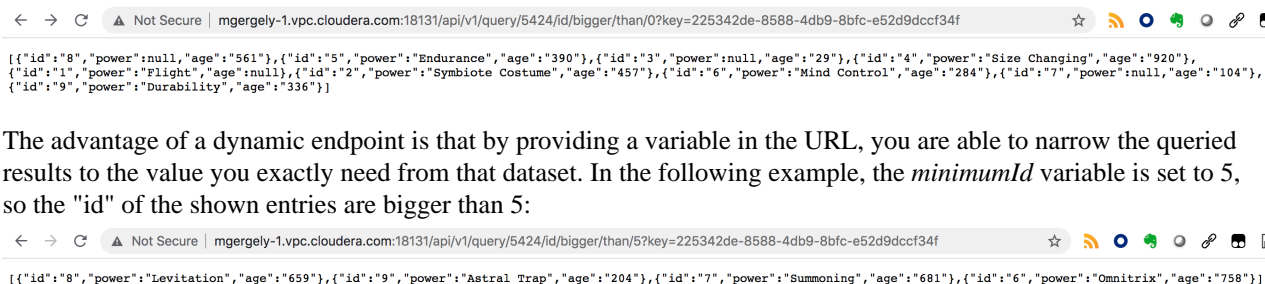 Not Secure | mgergely-1.vpc.cloudera.com:18131/api/v1/query/5424/id/bigger/than/0?key=225342de-8588-4db9-8bfc-e52d9dccf34f
[{"id":"8","power":null,"age":"561"},{"id":"5","power":"Endurance","age":"390"},{"id":"3","power":null,"age":"29"},{"id":"4","power":"Size Changing","age":"920"},
{"id":"1","power":"Flight","age":null},{"id":"2","power":"Symbiote Costume","age":"457"},{"id":"6","power":"Mind Control","age":"284"},{"id":"7","power":null,"age":"104"},
{"id":"9","power":"Durability","age":"336"}]
The advantage of a dynamic endpoint is that by providing a variable in the URL, you are able to narrow the queried
results to the value you exactly need from that dataset. In the following example, the minimumId variable is set to 5,
so the "id" of the shown entries are bigger than 5:
Not Secure | mgergely-1.vpc.cloudera.com:18131/api/v1/query/5424/id/bigger/than/5?key=225342de-8588-4db9-8bfc-e52d9dccf34f
[{"id":"8","power":"Levitation","age":"659"},{"id":"9","power":"Astral Trap","age":"204"},{"id":"7","power":"Summoning","age":"681"},{"id":"6","power":"Omnitrix","age":"758"}]